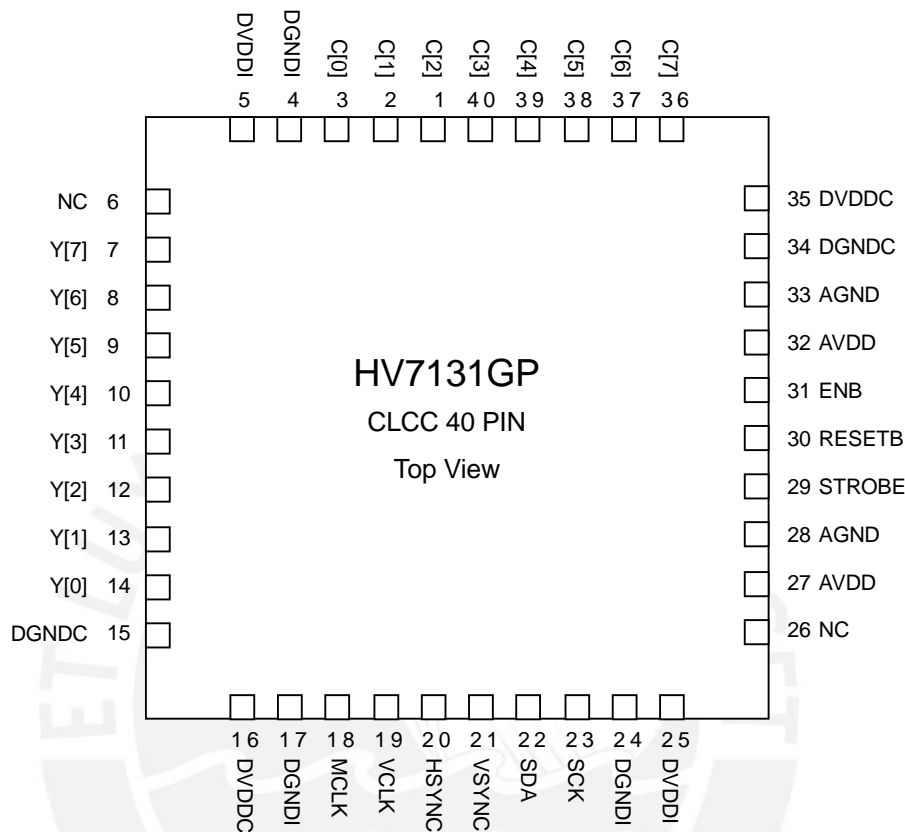 DVDDI DGNDI C[0] C[1] C[2] C[3] C[4] C[5] C[6] C[7]
5 4 3 2 1 40 39 38 37 36
NC 6
Y[7] 7
Y[6] 8
Y[5] 9
Y[4] 10
Y[3] 11
Y[2] 12
Y[1] 13
Y[0] 14
DGNDC 15
HV7131GP
CLCC 40 PIN
Top View
35 DVDDC
34 DGNDC
33 AGND
32 AVDD
31 ENB
30 RESETB
29 STROBE
28 AGND
27 AVDD
26 NC
16 17 18 19 20 21 22 23 24 25
DVDDC DGNDI MCLK VCLK HSYNC VSYNC SDA SCK DGNDI DVDDI
ET LU